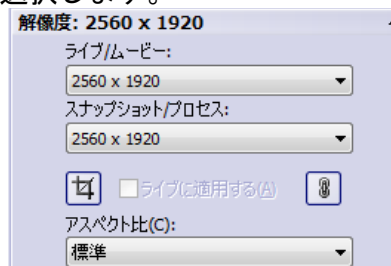 選択します。
解像度: 2560 x 1920
ライブ/ムービー:
2560 x 1920
スナップショット/プロセス:
2560 x 1920
ライブに適用する(A)
アスペクト比(C):
標準